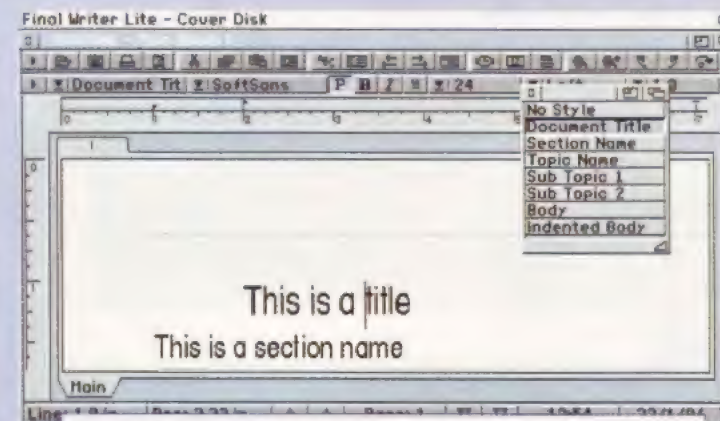 Final Writer Lite - Cover Disk
Document Titl SoftSans P B I 24
No Style
Document Title
Section Name
Topic Name
Sub Topic 1
Sub Topic 2
Body
Indented Body
This is a title
This is a section name
Main